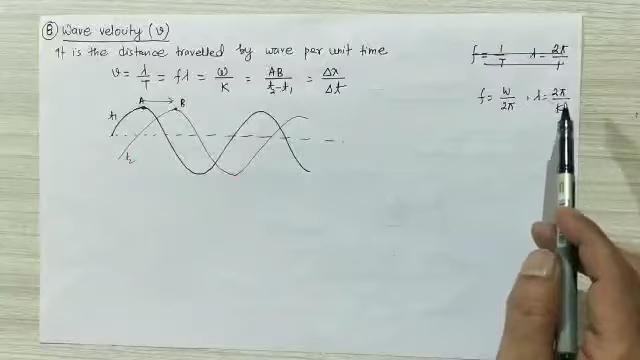 ⑧ Wave velocity (v)
It is the distance travelled by wave per unit time
v = λ/T = fλ = ω/K = AB/(t₂-t₁) = Δx/Δt
A B
t₁
t₂
f = 1/T λ = 2π
f = ω/2π , λ = 2π/K